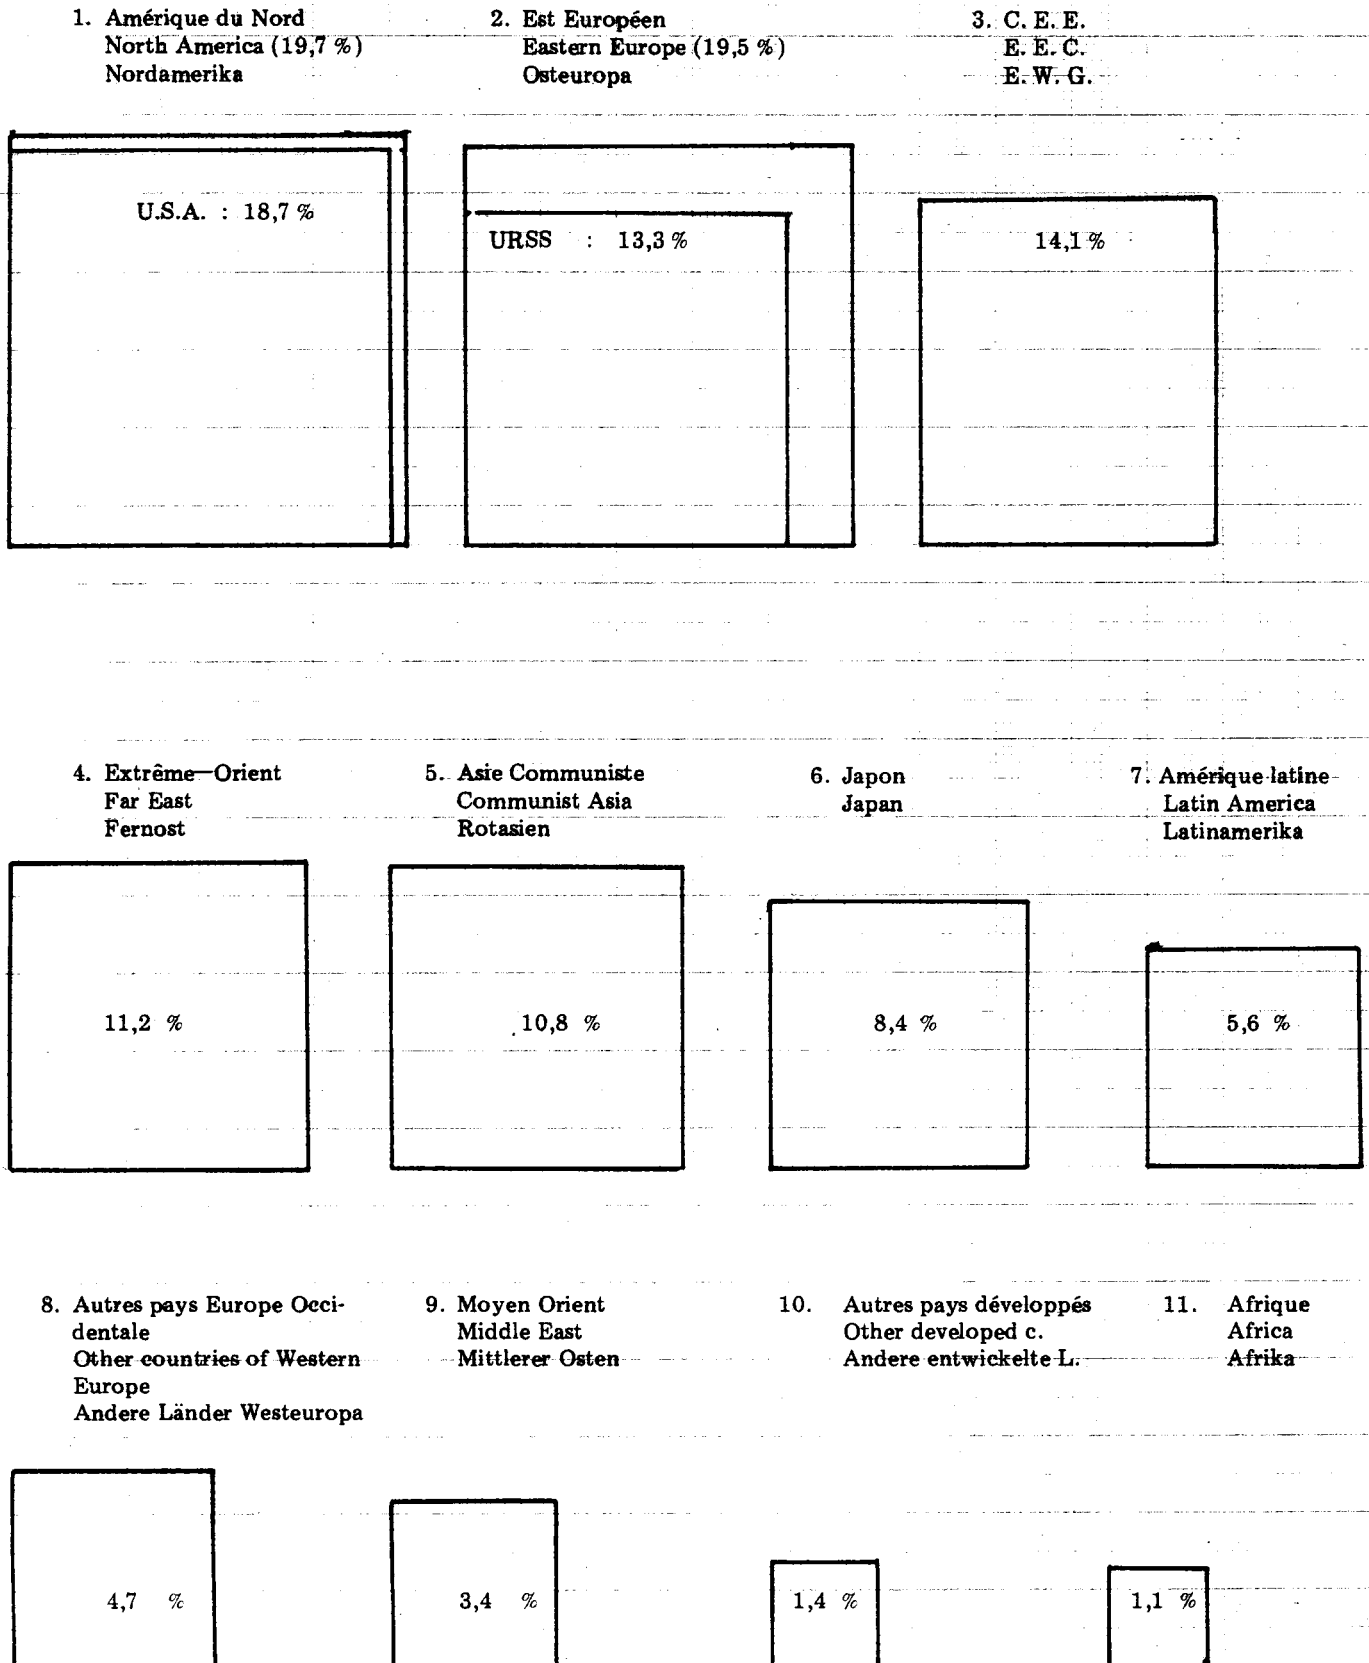 1. Amérique du Nord
North America (19,7 %)
Nordamerika
2. Est Européen
Eastern Europe (19,5 %)
Osteuropa
3. C. E. E.
E. E. C.
E. W. G.
U.S.A. : 18,7 %
URSS : 13,3 %
14,1 %
4. Extrême-Orient
Far East
Fernost
5. Asie Communiste
Communist Asia
Rotasien
6. Japon
Japan
7. Amérique latine
Latin America
Latinamerika
11,2 %
10,8 %
8,4 %
5,6 %
8. Autres pays Europe Occi-
dentale
Other countries of Western
Europe
Andere Länder Westeuropa
9. Moyen Orient
Middle East
Mittlerer Osten
10. Autres pays développés
Other developed c.
Andere entwickelte L.
11. Afrique
Africa
Afrika
4,7 %
3,4 %
1,4 %
1,1 %